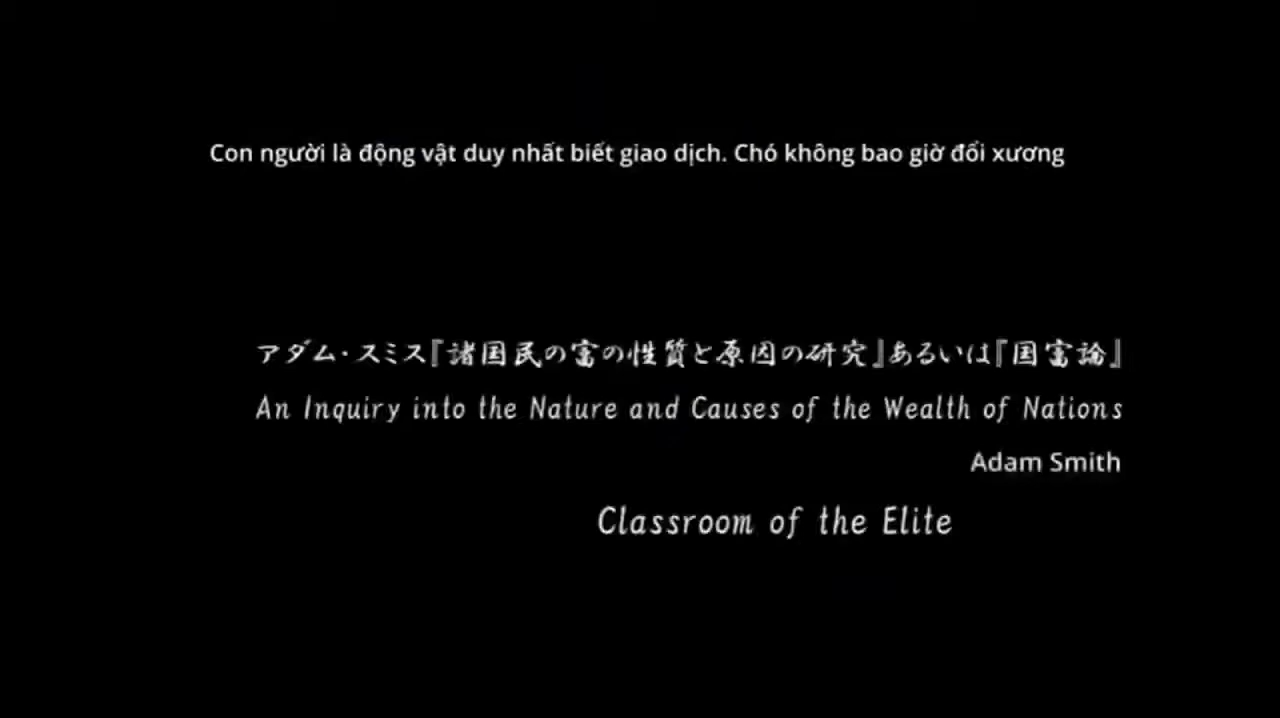 Con người là động vật duy nhất biết giao dịch. Chó không bao giờ đổi xương
アダム・スミス『諸国民の富の性質と原因の研究』あるいは『国富論』
An Inquiry into the Nature and Causes of the Wealth of Nations
Adam Smith
Classroom of the Elite